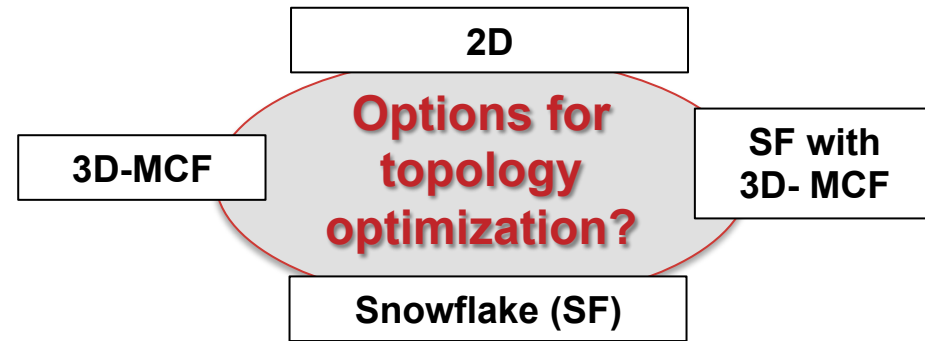 2D
Options for
topology
optimization?
3D-MCF
SF with
3D- MCF
Snowflake (SF)